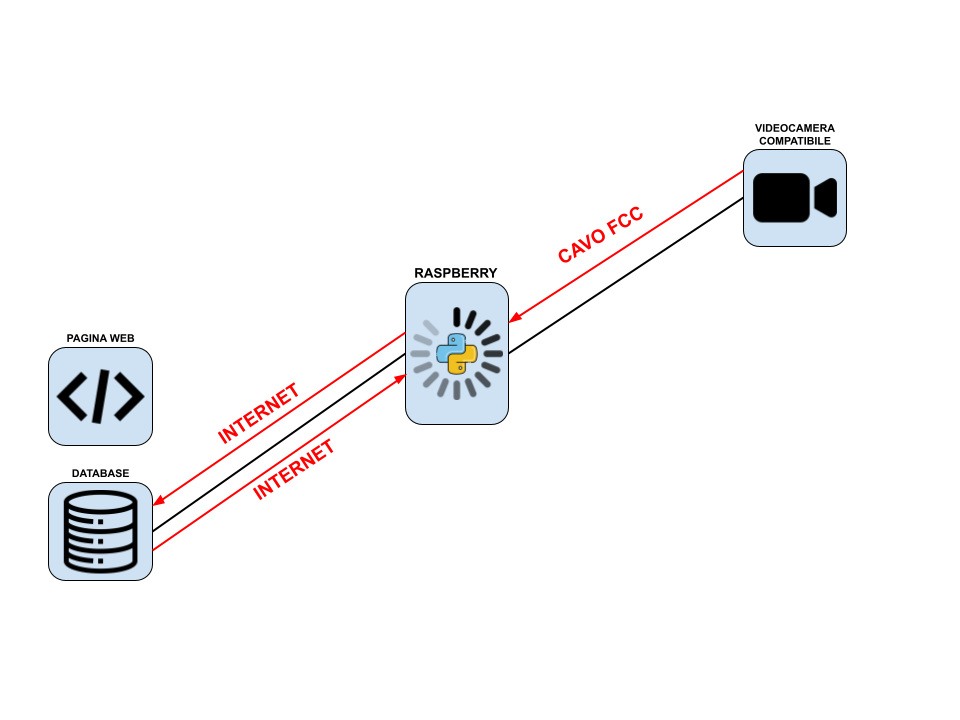 VIDEOCAMERA
COMPATIBILE
CAVO FCC
RASPBERRY
PAGINA WEB
INTERNET
INTERNET
DATABASE